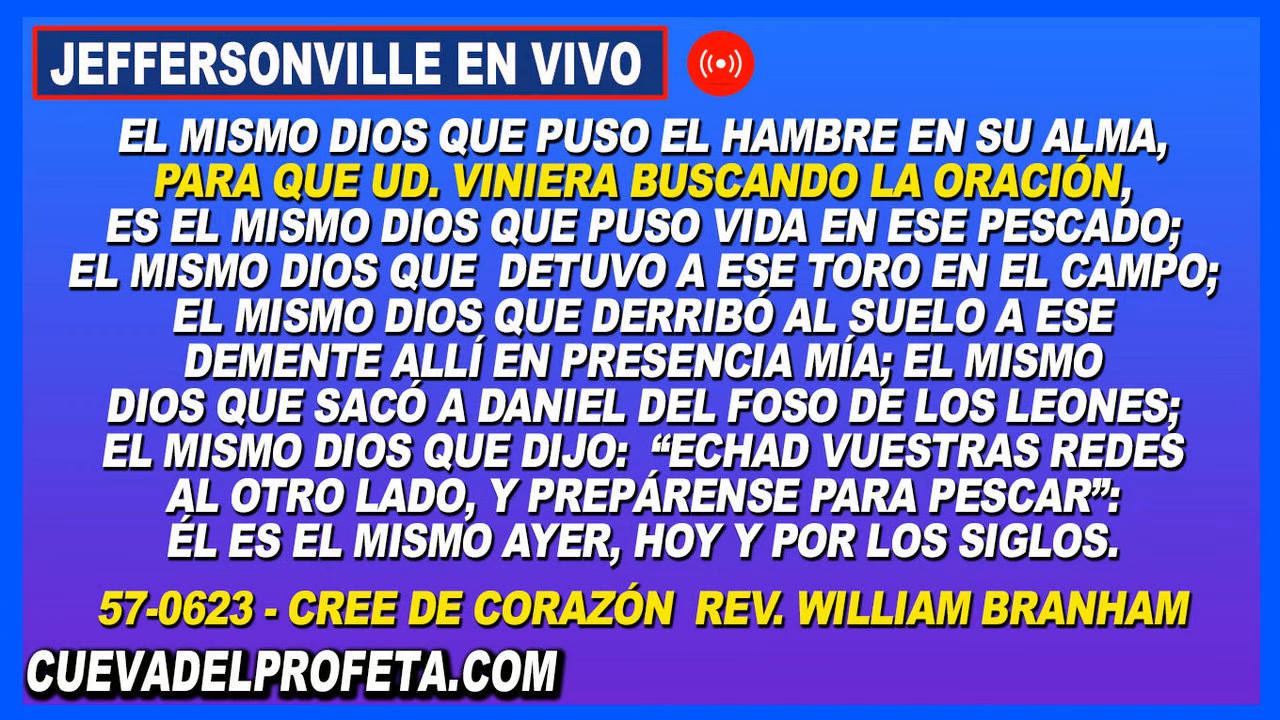 JEFFERSONVILLE EN VIVO
EL MISMO DIOS QUE PUSO EL HAMBRE EN SU ALMA,
PARA QUE UD. VINIERA BUSCANDO LA ORACIÓN,
ES EL MISMO DIOS QUE PUSO VIDA EN ESE PESCADO;
EL MISMO DIOS QUE DETUVO A ESE TORO EN EL CAMPO;
EL MISMO DIOS QUE DERRIBÓ AL SUELO A ESE
DEMENTE ALLÍ EN PRESENCIA MÍA; EL MISMO
DIOS QUE SACÓ A DANIEL DEL FOSO DE LOS LEONES;
EL MISMO DIOS QUE DIJO: “ECHAD VUESTRAS REDES
AL OTRO LADO, Y PREPÁRENSE PARA PESCAR”:
ÉL ES EL MISMO AYER, HOY Y POR LOS SIGLOS.
57-0623 - CREE DE CORAZÓN REV. WILLIAM BRANHAM
CUEVADELPROFETA.COM